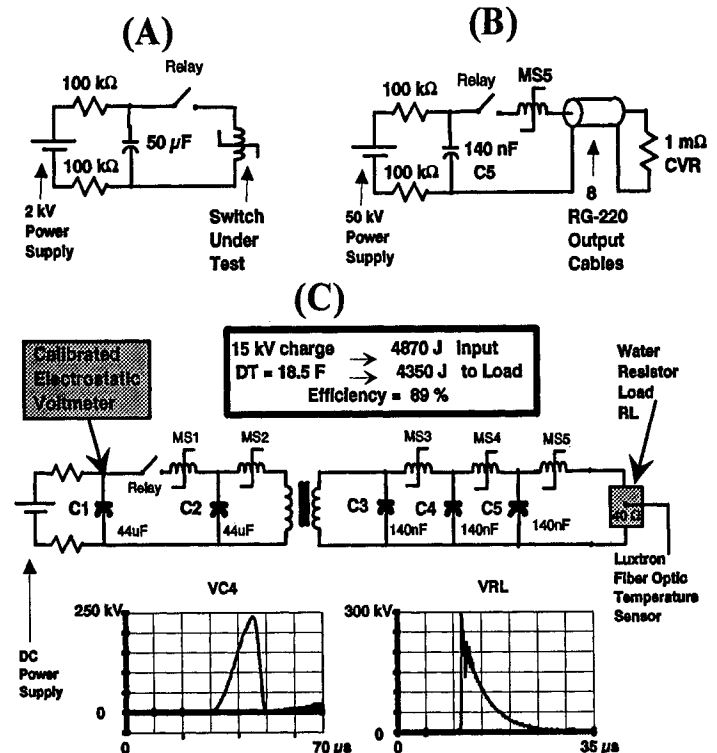 (A)
Relay
100 kΩ
50 µF
100 kΩ
2 kV
Power
Supply
Switch
Under
Test
(B)
MS5
Relay
100 kΩ
140 nF
C5
100 kΩ
1 mΩ
CVR
50 kV
Power
Supply
8
RG-220
Output
Cables
(C)
Calibrated
Electrostatic
Voltmeter
15 kV charge → 4870 J Input
DT = 18.5 F → 4350 J to Load
Efficiency = 89 %
Water
Resistor
Load
RL
MS1
MS2
MS3
MS4
MS5
Relay
C1
44uF
C2
44uF
C3
140nF
C4
140nF
C5
140nF
40 Ω
Luxtron
Fiber Optic
Temperature
Sensor
DC
Power
Supply
VC4
250 kV
0
0
70 µs
VRL
300 kV
0
0
35 µs